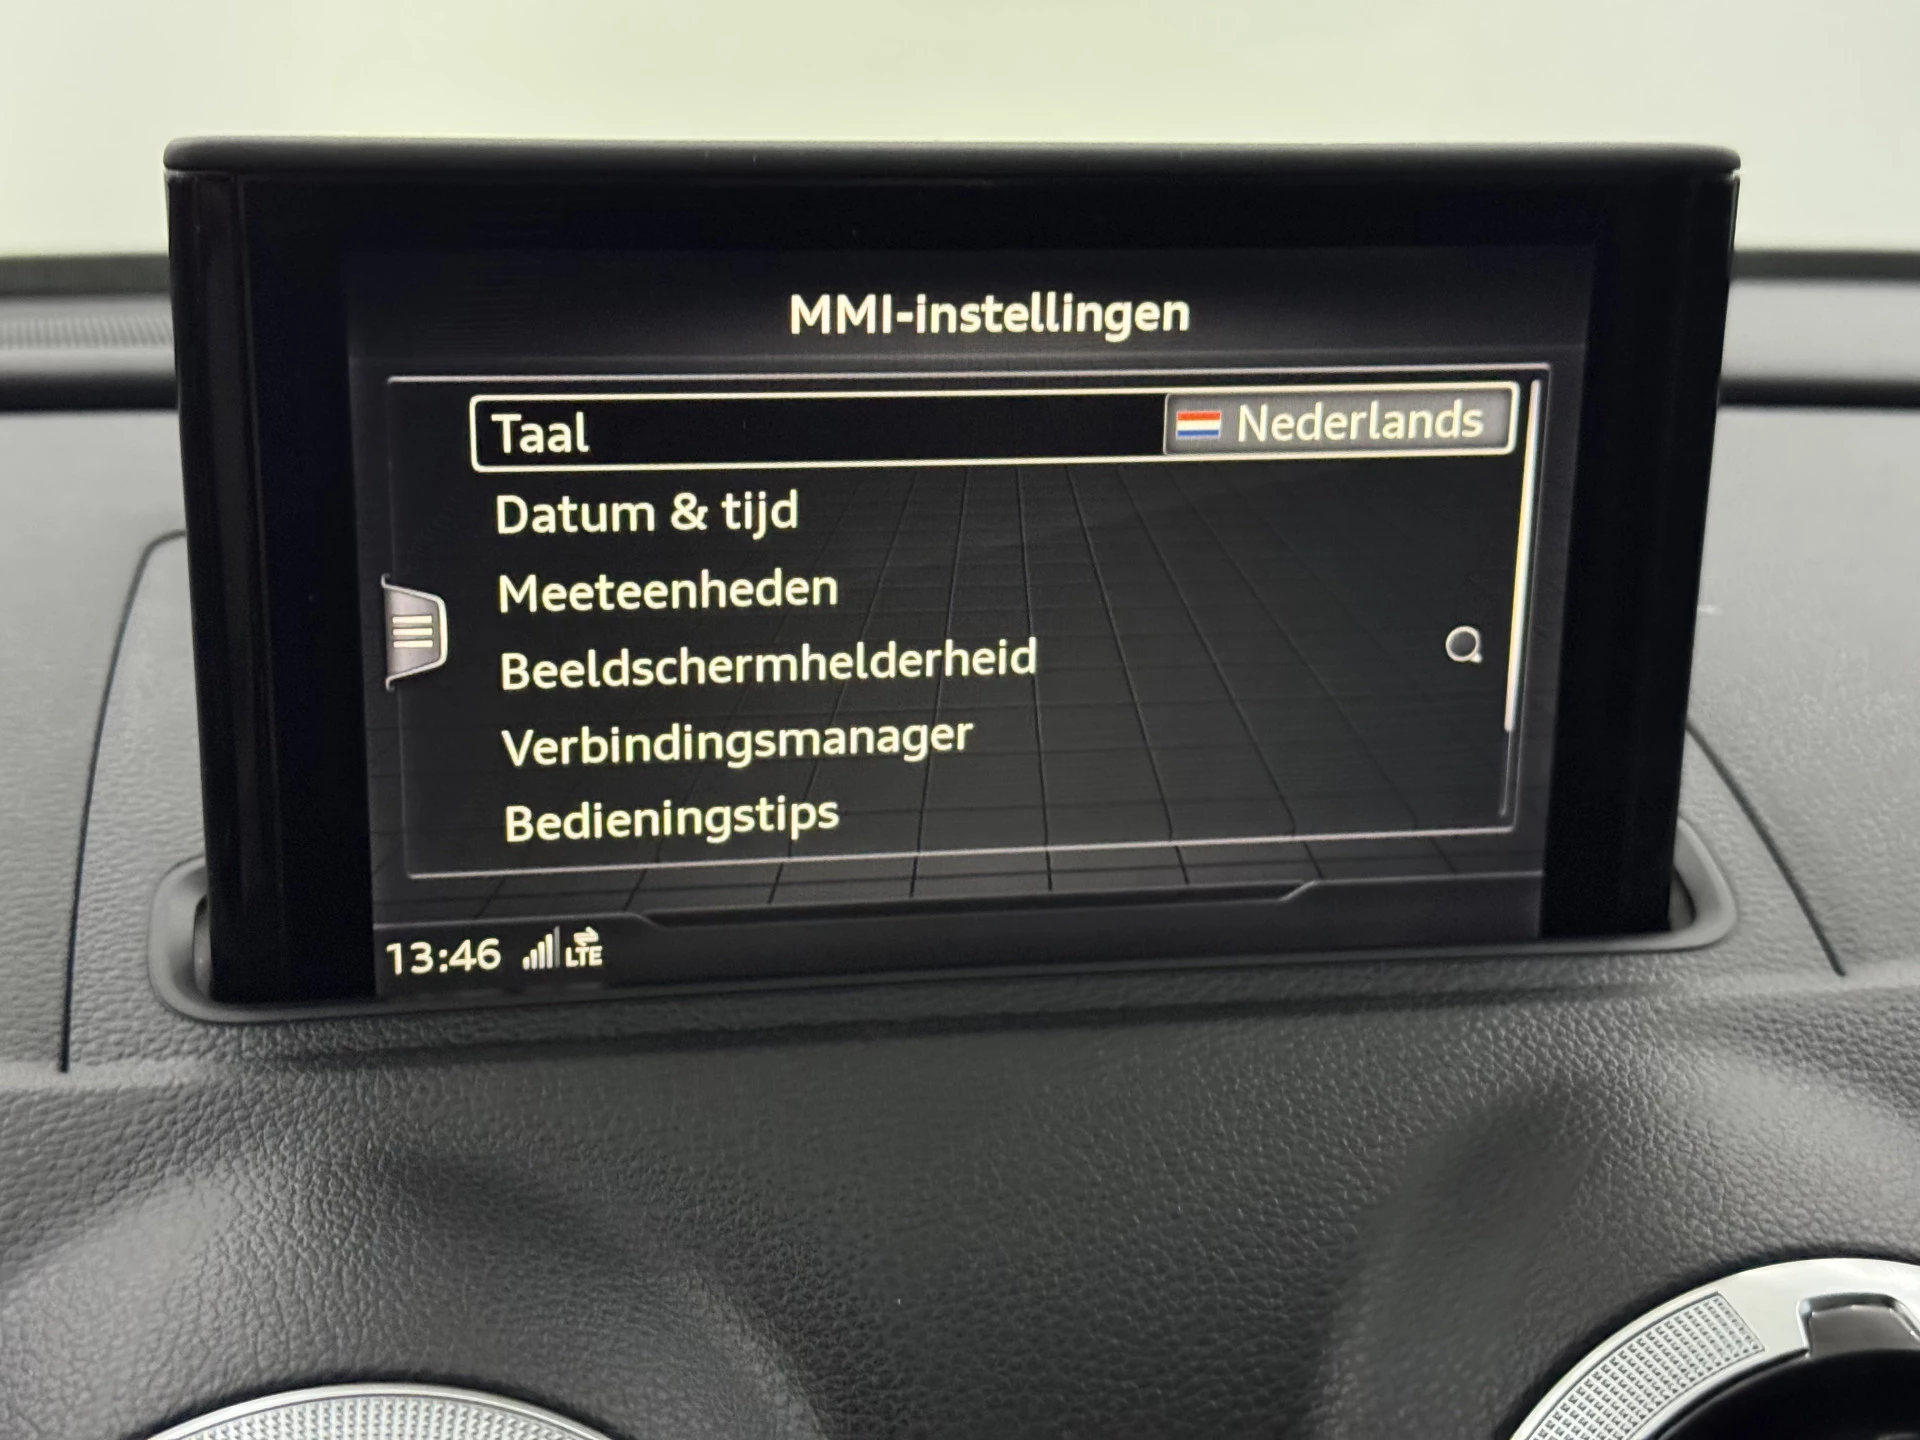 MMI-instellingen
Taal Nederlands
Datum & tijd
Meeteenheden
Beeldschermhelderheid
Verbindingsmanager
Bedieningstips
13:46 LTE